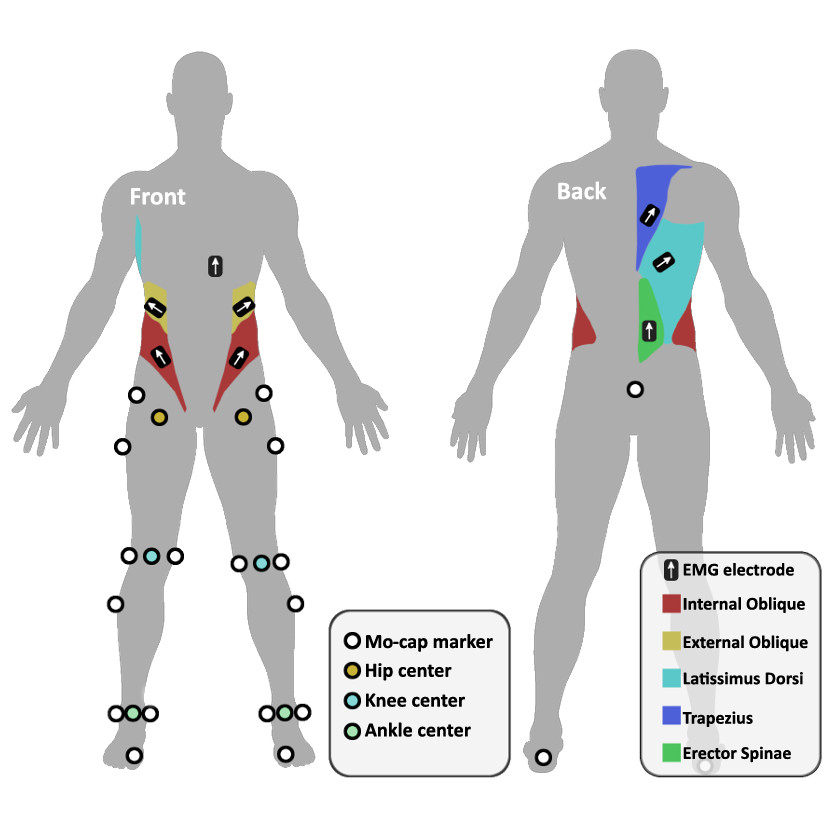 Front
Back
Mo-cap marker
Hip center
Knee center
Ankle center
EMG electrode
Internal Oblique
External Oblique
Latissimus Dorsi
Trapezius
Erector Spinae